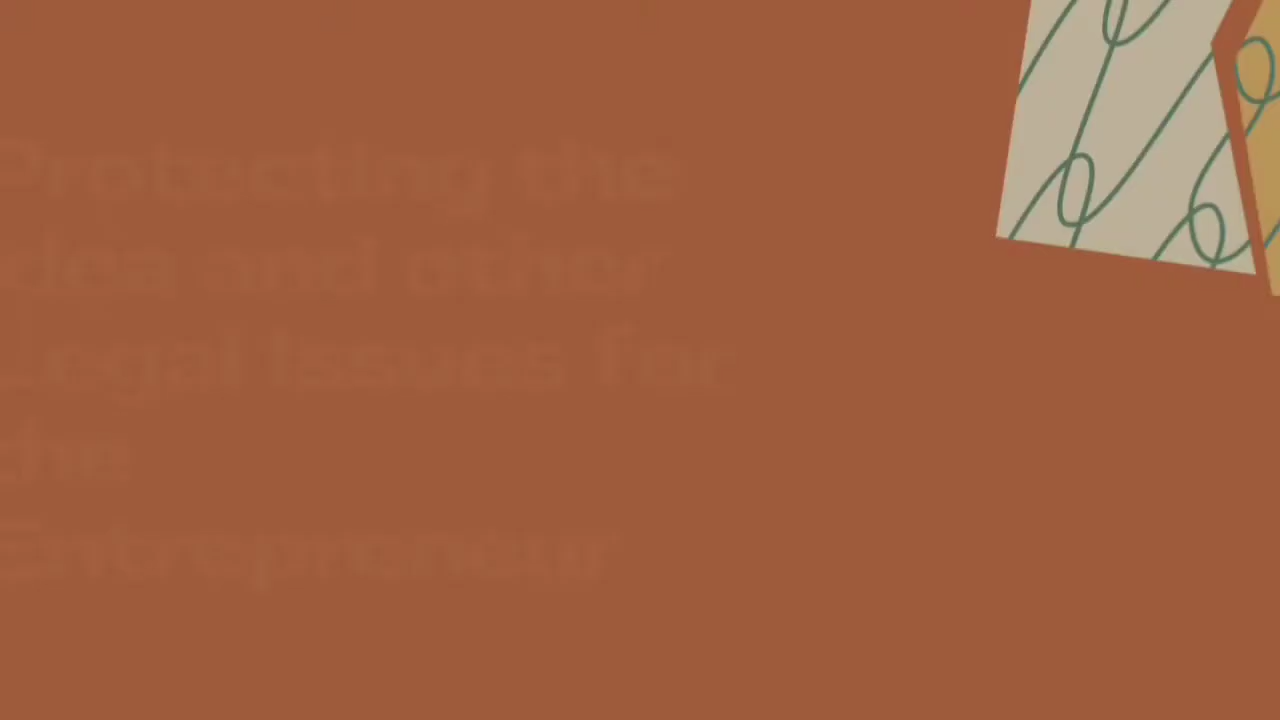 Protecting the
Idea and other
Legal Issues for
the
Entrepreneur